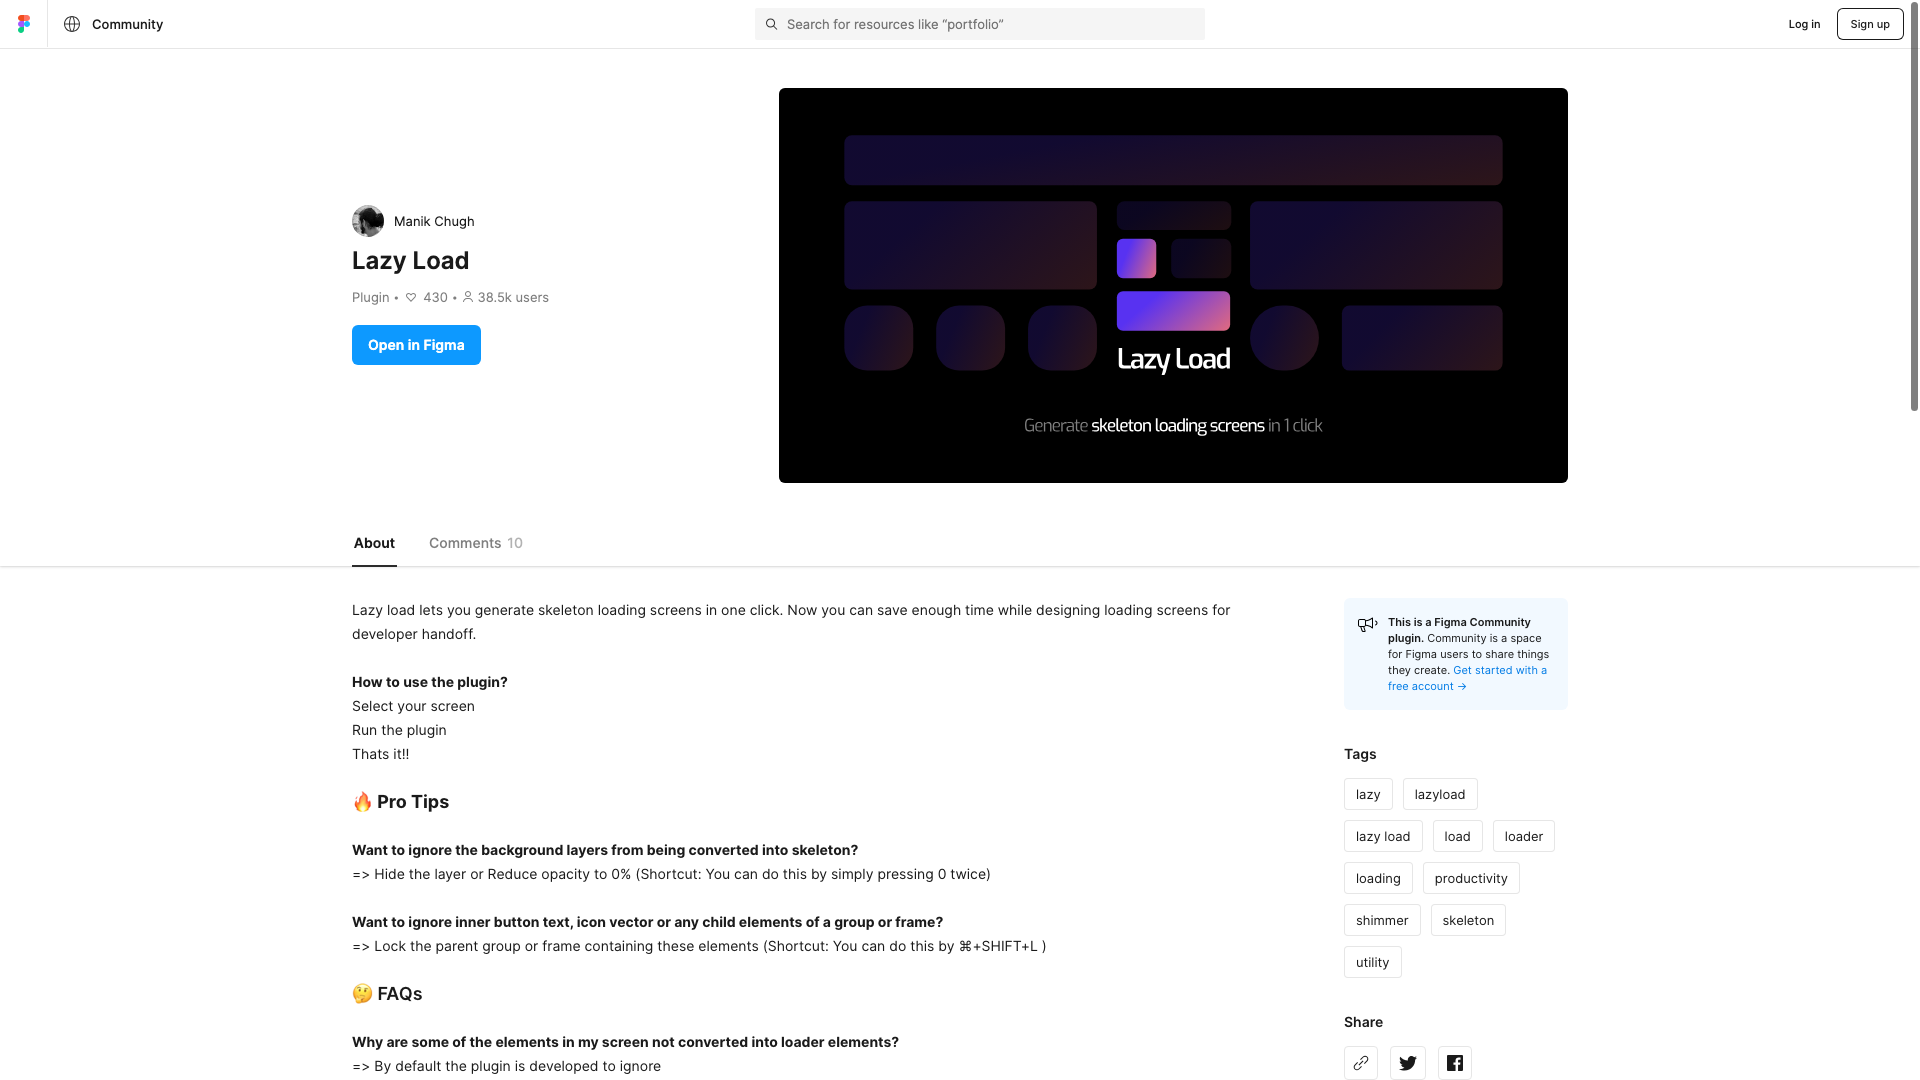 Community
Search for resources like “portfolio”
Log in
Sign up
Manik Chugh
Lazy Load
Plugin • 430 • 38.5k users
Open in Figma
Lazy Load
Generate skeleton loading screens in 1 click
About
Comments 10
Lazy load lets you generate skeleton loading screens in one click. Now you can save enough time while designing loading screens for
developer handoff.
How to use the plugin?
Select your screen
Run the plugin
Thats it!!
🔥 Pro Tips
Want to ignore the background layers from being converted into skeleton?
=> Hide the layer or Reduce opacity to 0% (Shortcut: You can do this by simply pressing 0 twice)
Want to ignore inner button text, icon vector or any child elements of a group or frame?
=> Lock the parent group or frame containing these elements (Shortcut: You can do this by ⌘+SHIFT+L )
🤔 FAQs
Why are some of the elements in my screen not converted into loader elements?
=> By default the plugin is developed to ignore
This is a Figma Community
plugin. Community is a space
for Figma users to share things
they create. Get started with a
free account →
Tags
lazy
lazyload
lazy load
load
loader
loading
productivity
shimmer
skeleton
utility
Share